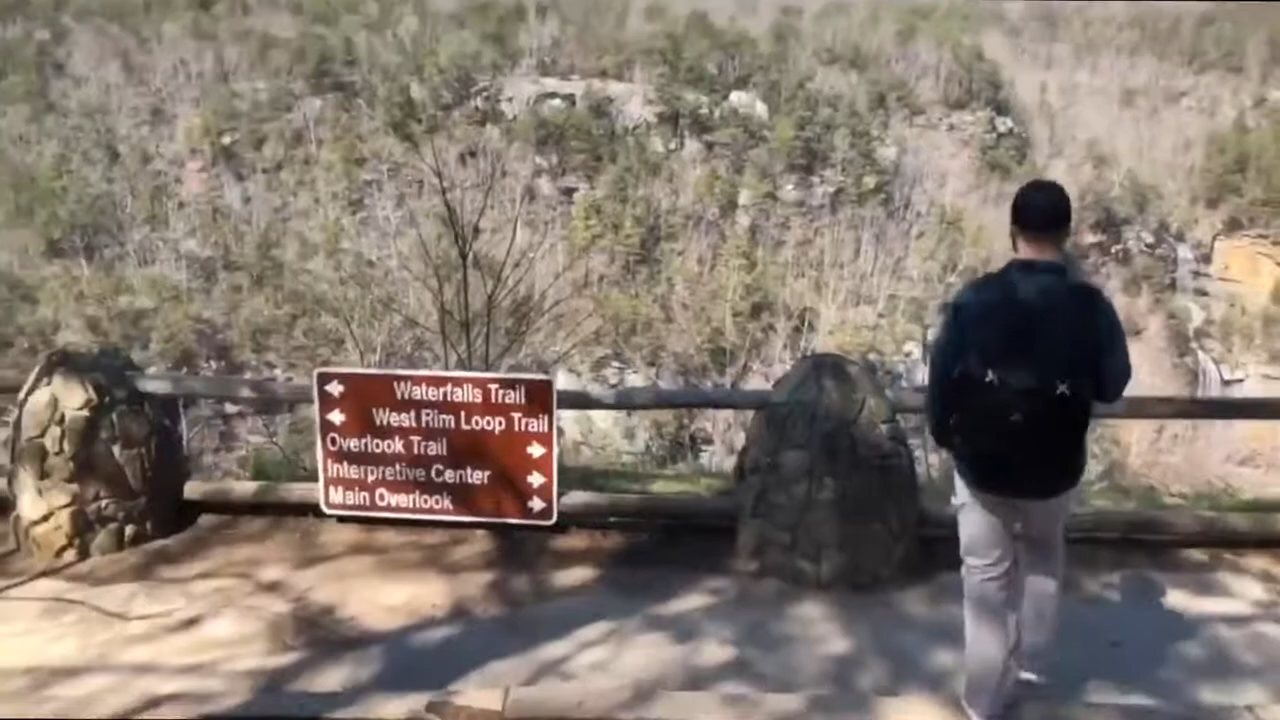 Waterfalls Trail
West Rim Loop Trail
Overlook Trail
Interpretive Center
Main Overlook